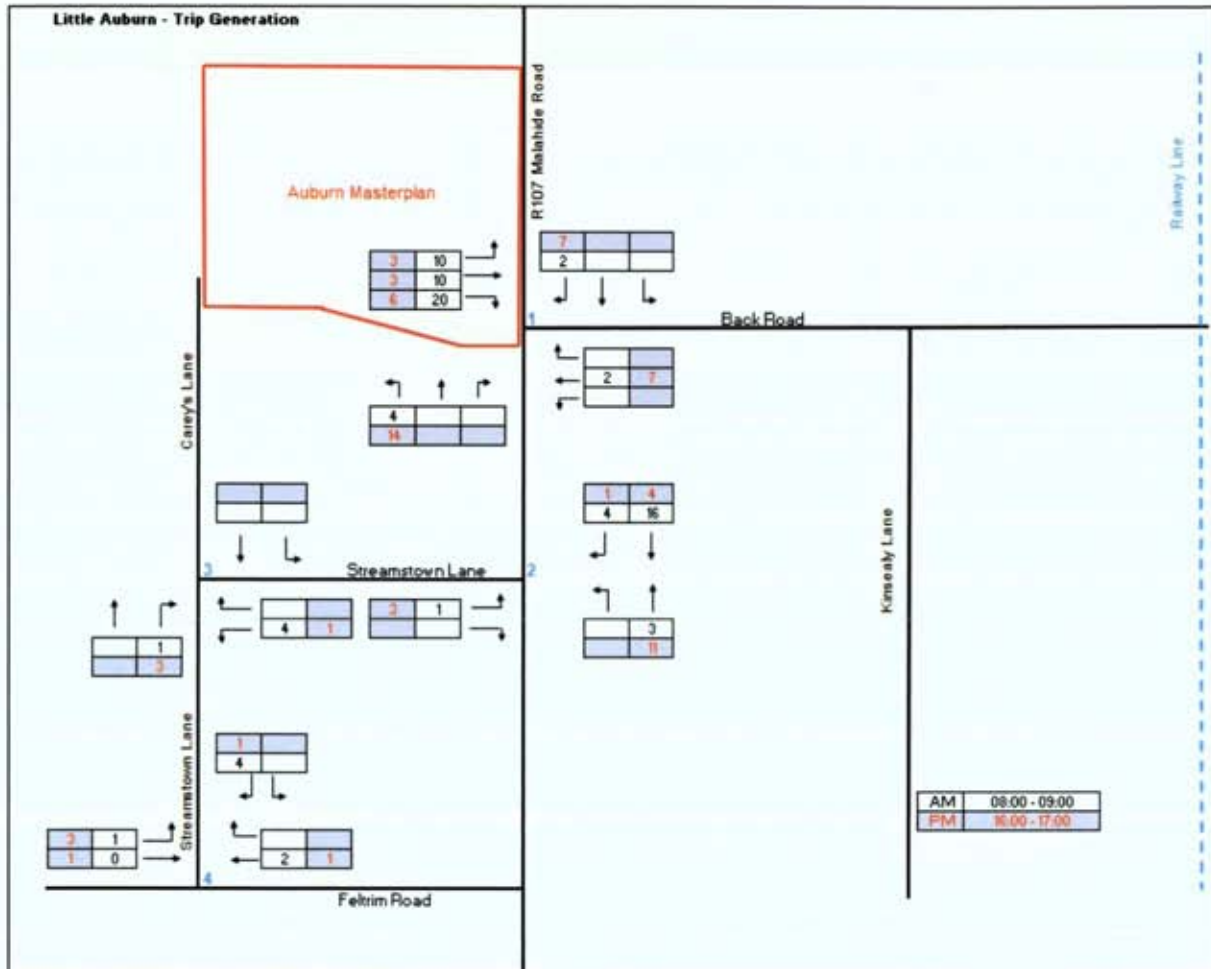 Little Auburn - Trip Generation
R107 Malahide Road
Railway Line
Auburn Masterplan
3 10
3 10
6 20
7
2
1
Back Road
2 7
Carey's Lane
4
14
1 4
4 16
Kinsealy Lane
3
Streamstown Lane
2
4 1
3 1
3
11
1
3
Streamstown Lane
1
4
AM 08:00 - 09:00
PM 16:00 - 17:00
3 1
1 0
2 1
4
Feltrim Road